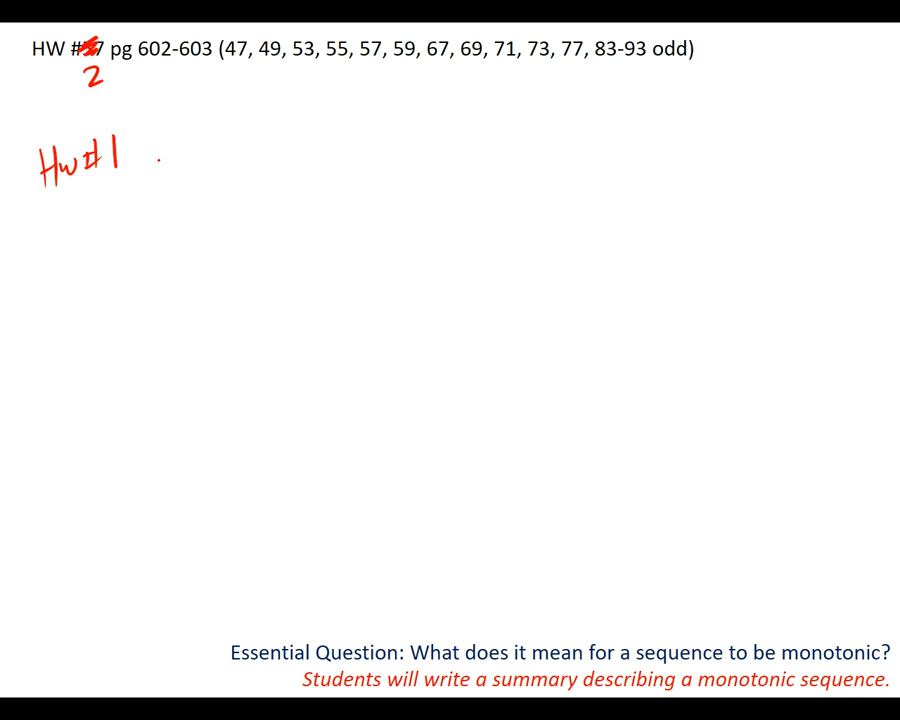 HW #7 pg 602-603 (47, 49, 53, 55, 57, 59, 67, 69, 71, 73, 77, 83-93 odd)
2
Hw#1
Essential Question: What does it mean for a sequence to be monotonic?
Students will write a summary describing a monotonic sequence.